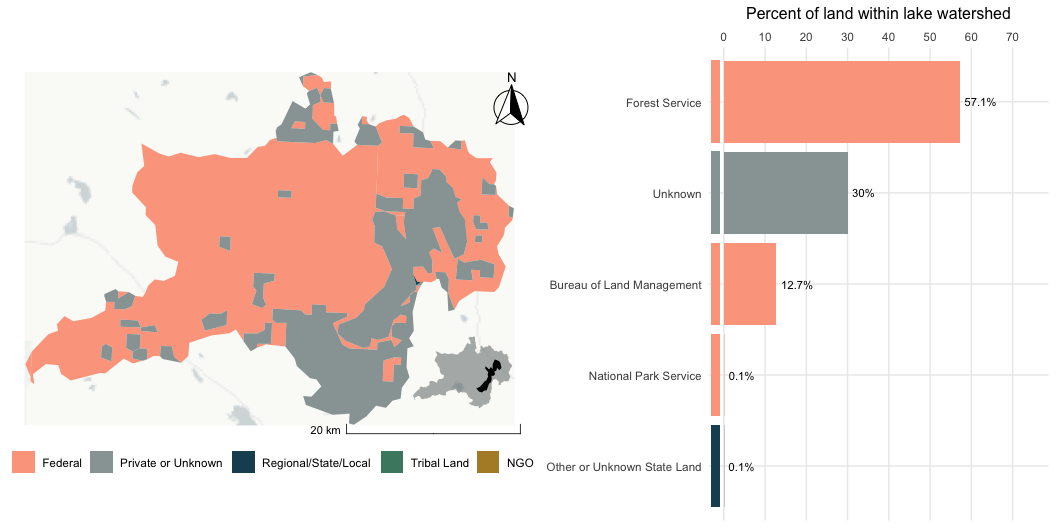 Percent of land within lake watershed
0 10 20 30 40 50 60 70
N
Forest Service 57.1%
Unknown 30%
Bureau of Land Management 12.7%
National Park Service 0.1%
Other or Unknown State Land 0.1%
20 km
Federal Private or Unknown Regional/State/Local Tribal Land NGO